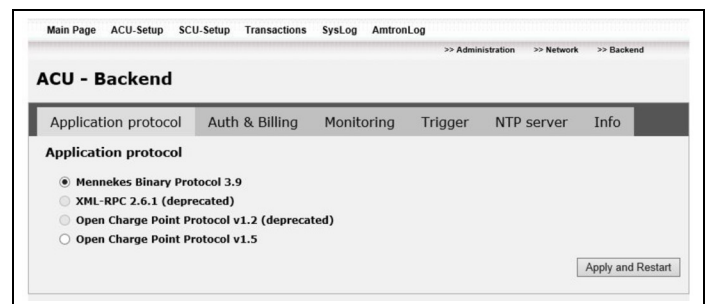 Main Page ACU-Setup SCU-Setup Transactions SysLog AmtronLog
>> Administration >> Network >> Backend
ACU - Backend
Application protocol Auth & Billing Monitoring Trigger NTP server Info
Application protocol
Mennekes Binary Protocol 3.9
XML-RPC 2.6.1 (deprecated)
Open Charge Point Protocol v1.2 (deprecated)
Open Charge Point Protocol v1.5
Apply and Restart